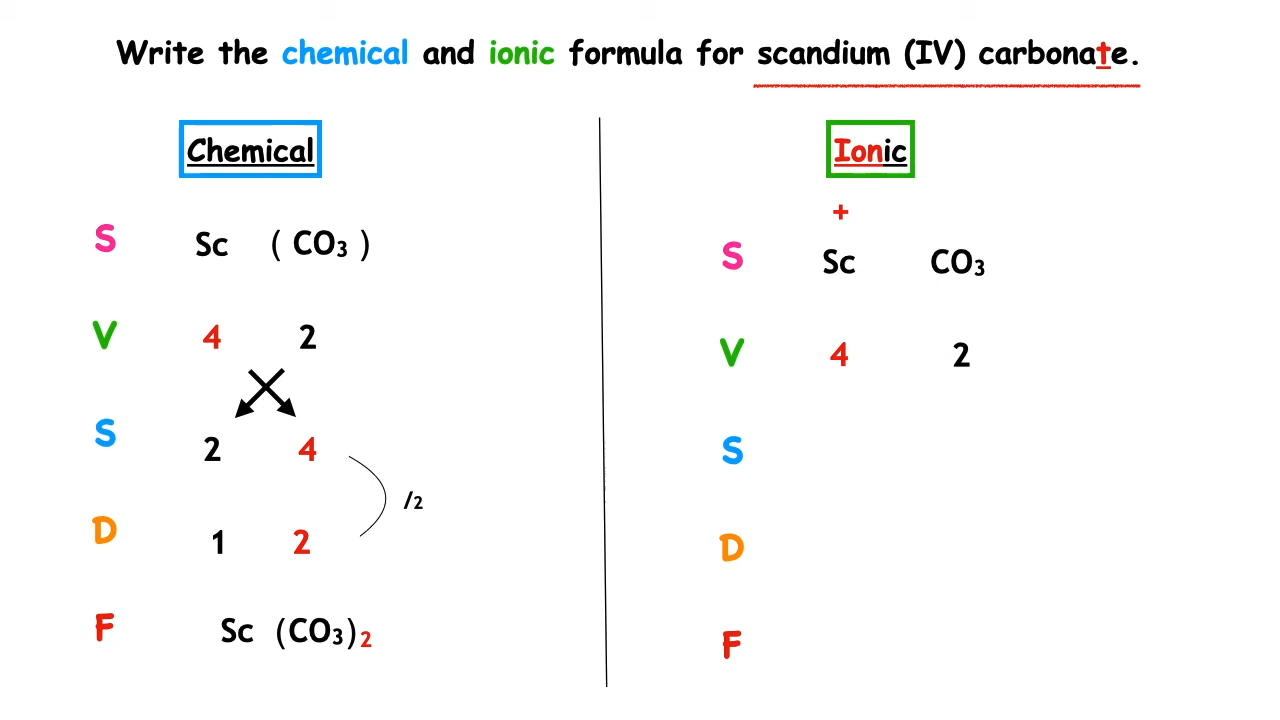 Write the chemical and ionic formula for scandium (IV) carbonate.
Chemical
S Sc ( CO₃ )
V 4 2
S 2 4
/2
D 1 2
F Sc (CO₃)₂
Ionic
+
S Sc CO₃
V 4 2
S
D
F